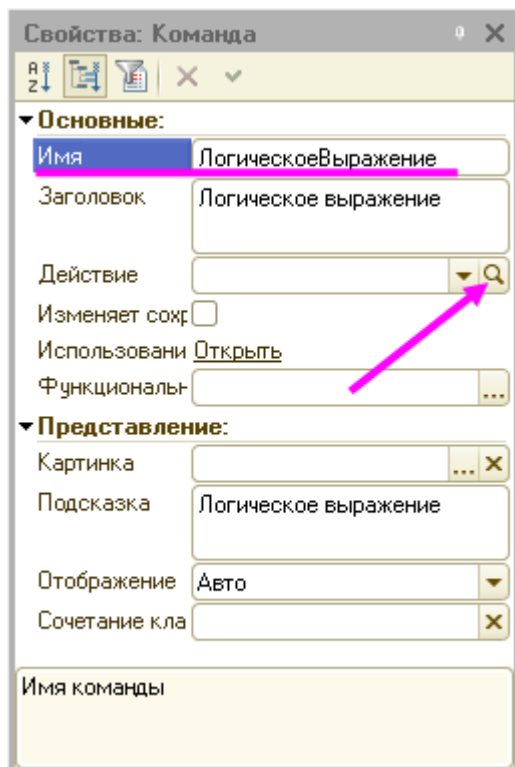 Свойства: Команда
Основные:
Имя ЛогическоеВыражение
Заголовок Логическое выражение
Действие
Изменяет сохр
Использовани Открыть
Функциональн ...
Представление:
Картинка ...
Подсказка Логическое выражение
Отображение Авто
Сочетание кла
Имя команды